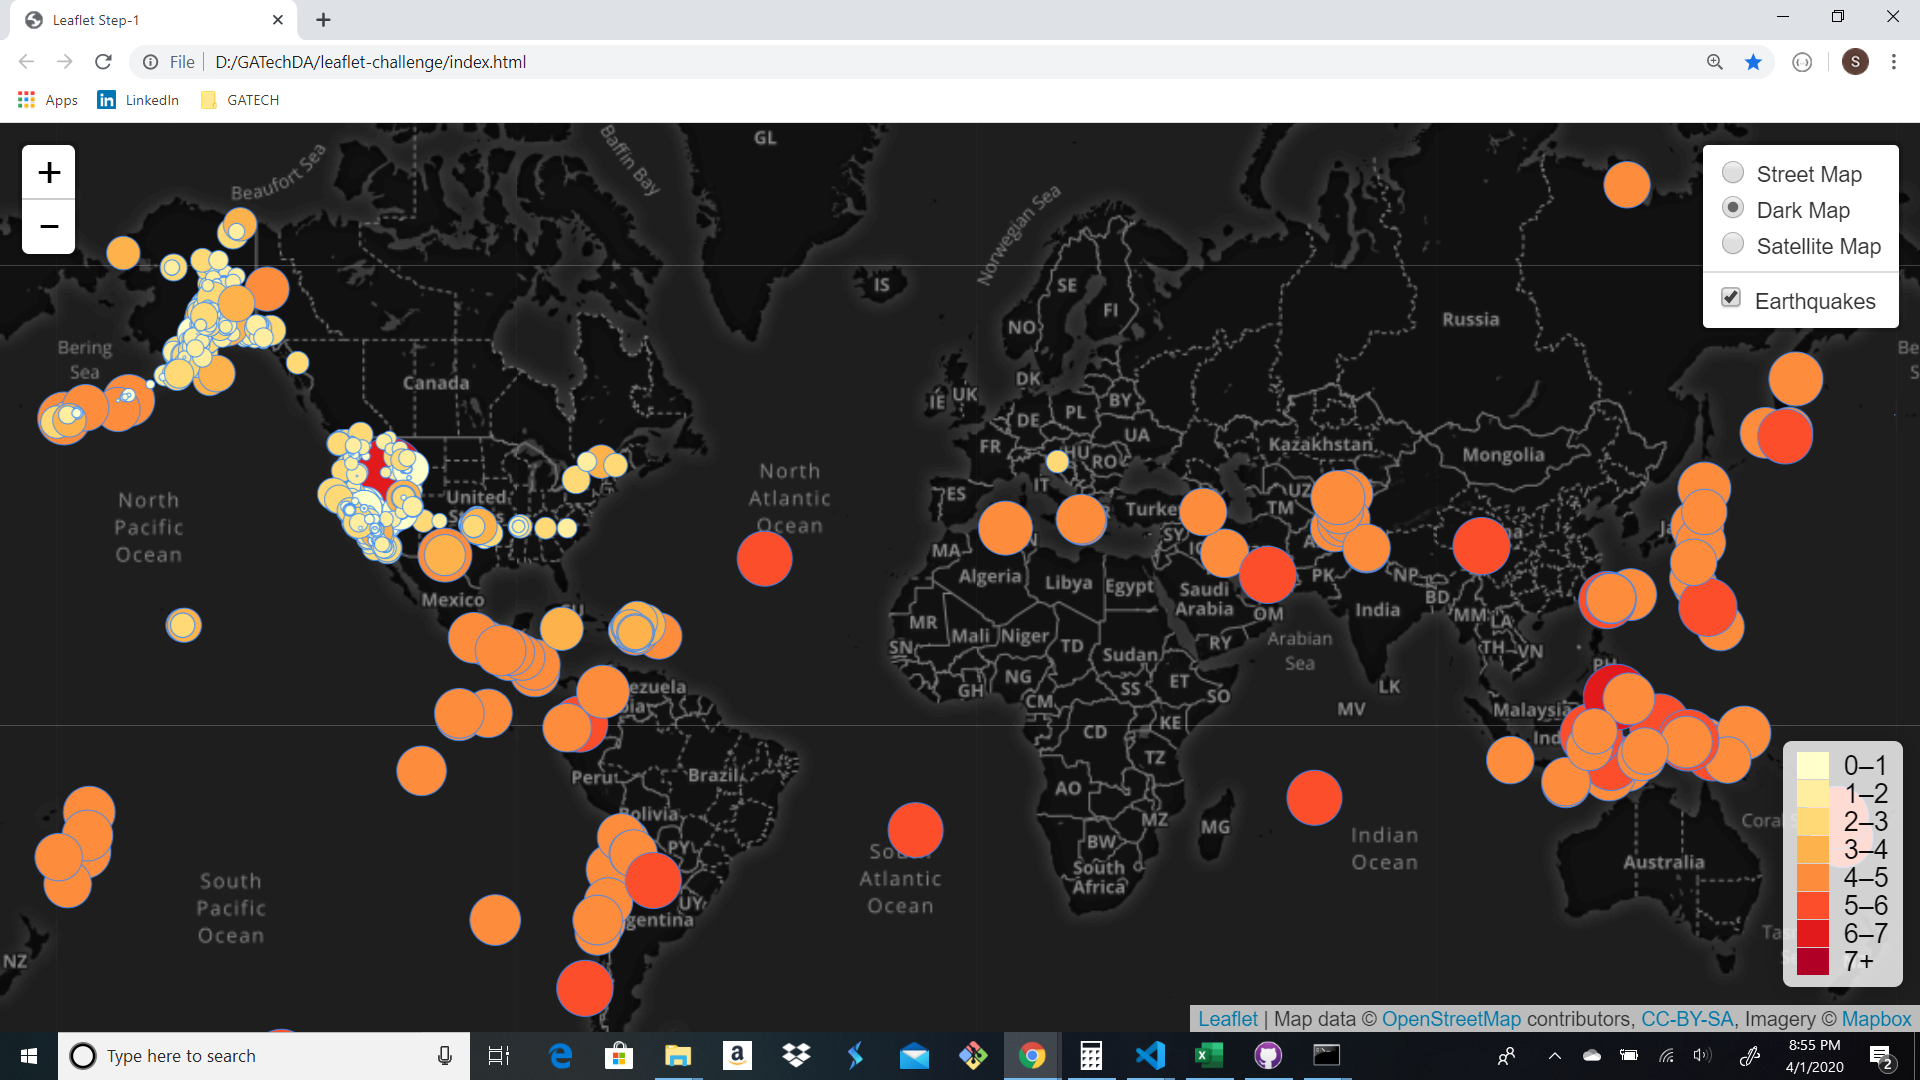 Leaflet Step-1
File
D:/GATechDA/leaflet-challenge/index.html
S
Apps
LinkedIn
GATECH
+
−
Street Map
Dark Map
Satellite Map
Earthquakes
Beaufort Sea
Baffin Bay
GL
Norwegian Sea
IS
SE
FI
NO
Russia
Bering
Sea
Canada
DK
IE
UK
PL
BY
DE
UA
FR
HU
RO
Kazakhstan
Mongolia
North
Atlantic
Ocean
IT
ES
UZ
TM
Turke
United
North
Pacific
Ocean
SY
MA
Algeria
Libya
Egypt
Saudi
Arabia
PK
NP
BD
Mexico
OM
India
MM
LA
MR
Mali
Niger
TD
Sudan
RY
Arabian
Sea
TH
VN
SN
PH
GH
NG
SS
ET
SO
LK
ezuela
CM
MV
Malaysia
Ind
CD
KE
TZ
Peru
Brazil
AO
Bolivia
MZ
MG
BW
PY
Indian
Ocean
Coral
South
Atlantic
Ocean
South
Africa
Australia
South
Pacific
Ocean
UY
gentina
NZ
0–1
1–2
2–3
3–4
4–5
5–6
6–7
7+
Leaflet | Map data © OpenStreetMap contributors, CC-BY-SA, Imagery © Mapbox
Type here to search
8:55 PM
4/1/2020
2